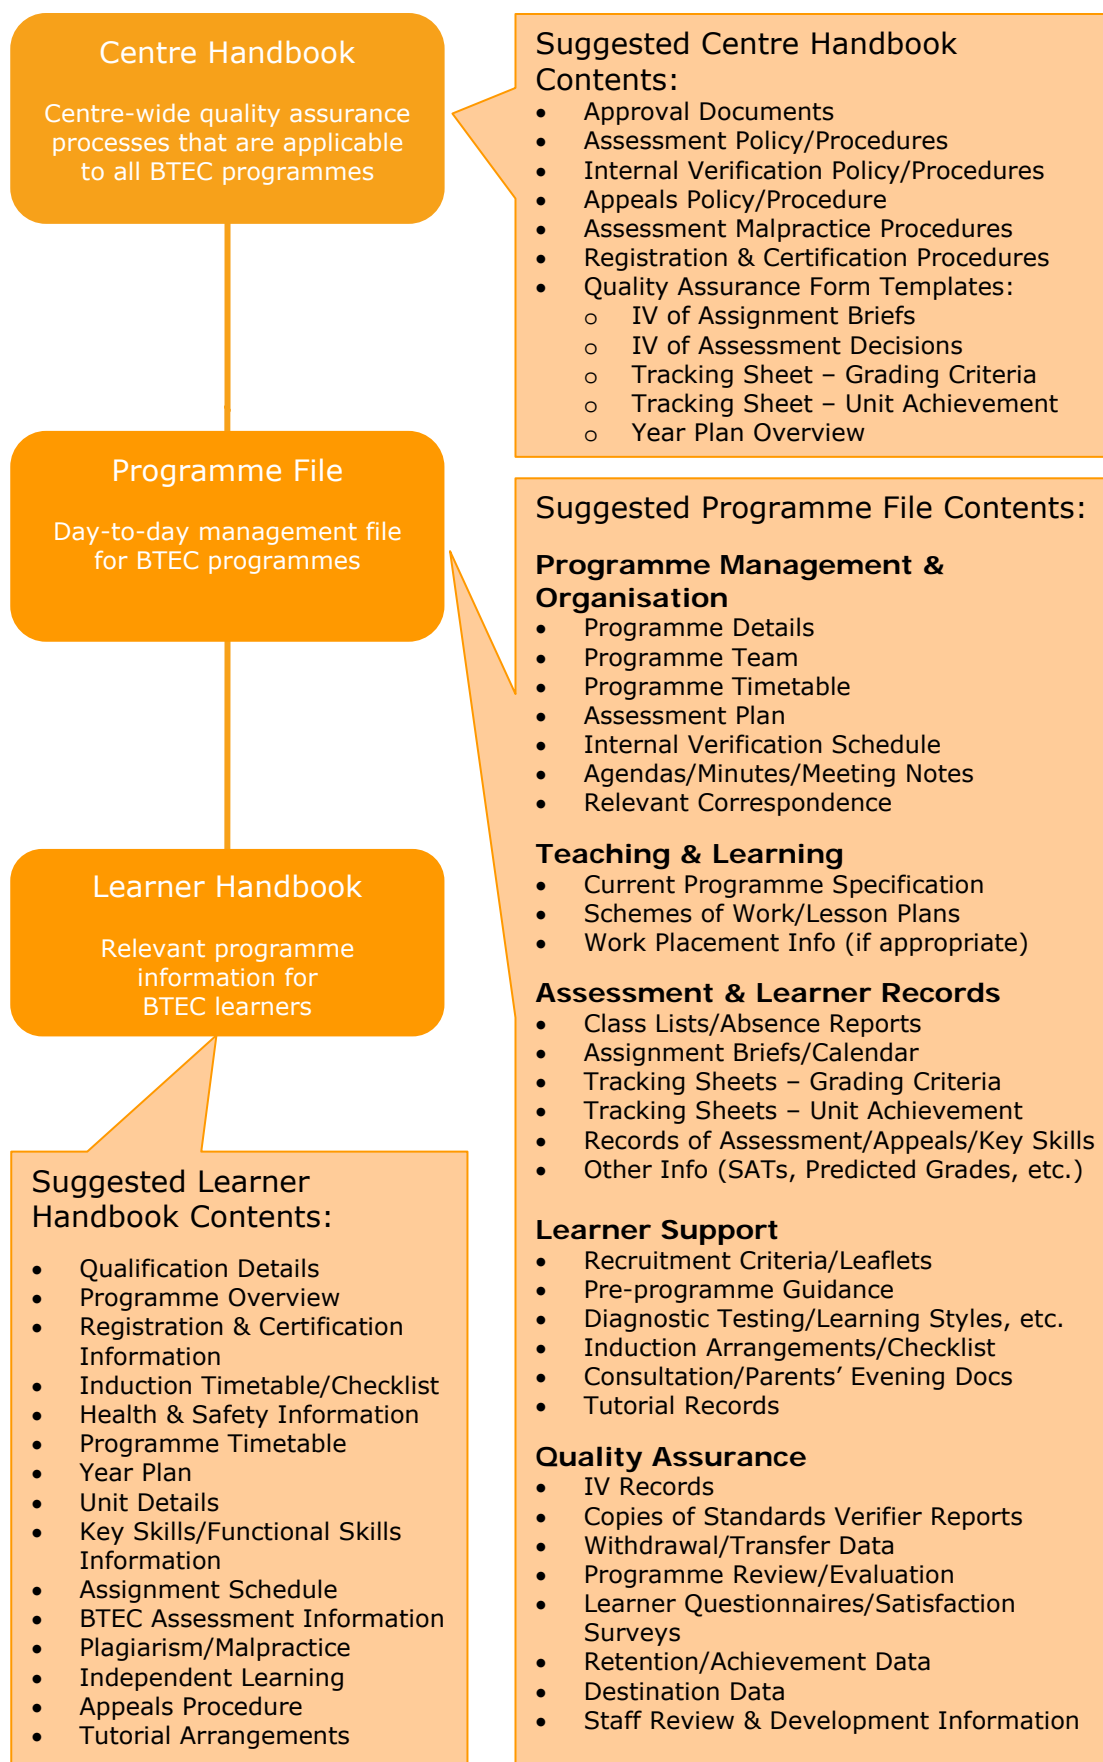 Centre Handbook
Centre-wide quality assurance
processes that are applicable
to all BTEC programmes
Suggested Centre Handbook
Contents:
• Approval Documents
• Assessment Policy/Procedures
• Internal Verification Policy/Procedures
• Appeals Policy/Procedure
• Assessment Malpractice Procedures
• Registration & Certification Procedures
• Quality Assurance Form Templates:
o IV of Assignment Briefs
o IV of Assessment Decisions
o Tracking Sheet – Grading Criteria
o Tracking Sheet – Unit Achievement
o Year Plan Overview
Programme File
Day-to-day management file
for BTEC programmes
Suggested Programme File Contents:
Programme Management &
Organisation
• Programme Details
• Programme Team
• Programme Timetable
• Assessment Plan
• Internal Verification Schedule
• Agendas/Minutes/Meeting Notes
• Relevant Correspondence
Teaching & Learning
• Current Programme Specification
• Schemes of Work/Lesson Plans
• Work Placement Info (if appropriate)
Assessment & Learner Records
• Class Lists/Absence Reports
• Assignment Briefs/Calendar
• Tracking Sheets – Grading Criteria
• Tracking Sheets – Unit Achievement
• Records of Assessment/Appeals/Key Skills
• Other Info (SATs, Predicted Grades, etc.)
Learner Support
• Recruitment Criteria/Leaflets
• Pre-programme Guidance
• Diagnostic Testing/Learning Styles, etc.
• Induction Arrangements/Checklist
• Consultation/Parents’ Evening Docs
• Tutorial Records
Quality Assurance
• IV Records
• Copies of Standards Verifier Reports
• Withdrawal/Transfer Data
• Programme Review/Evaluation
• Learner Questionnaires/Satisfaction
Surveys
• Retention/Achievement Data
• Destination Data
• Staff Review & Development Information
Learner Handbook
Relevant programme
information for
BTEC learners
Suggested Learner
Handbook Contents:
• Qualification Details
• Programme Overview
• Registration & Certification
Information
• Induction Timetable/Checklist
• Health & Safety Information
• Programme Timetable
• Year Plan
• Unit Details
• Key Skills/Functional Skills
Information
• Assignment Schedule
• BTEC Assessment Information
• Plagiarism/Malpractice
• Independent Learning
• Appeals Procedure
• Tutorial Arrangements